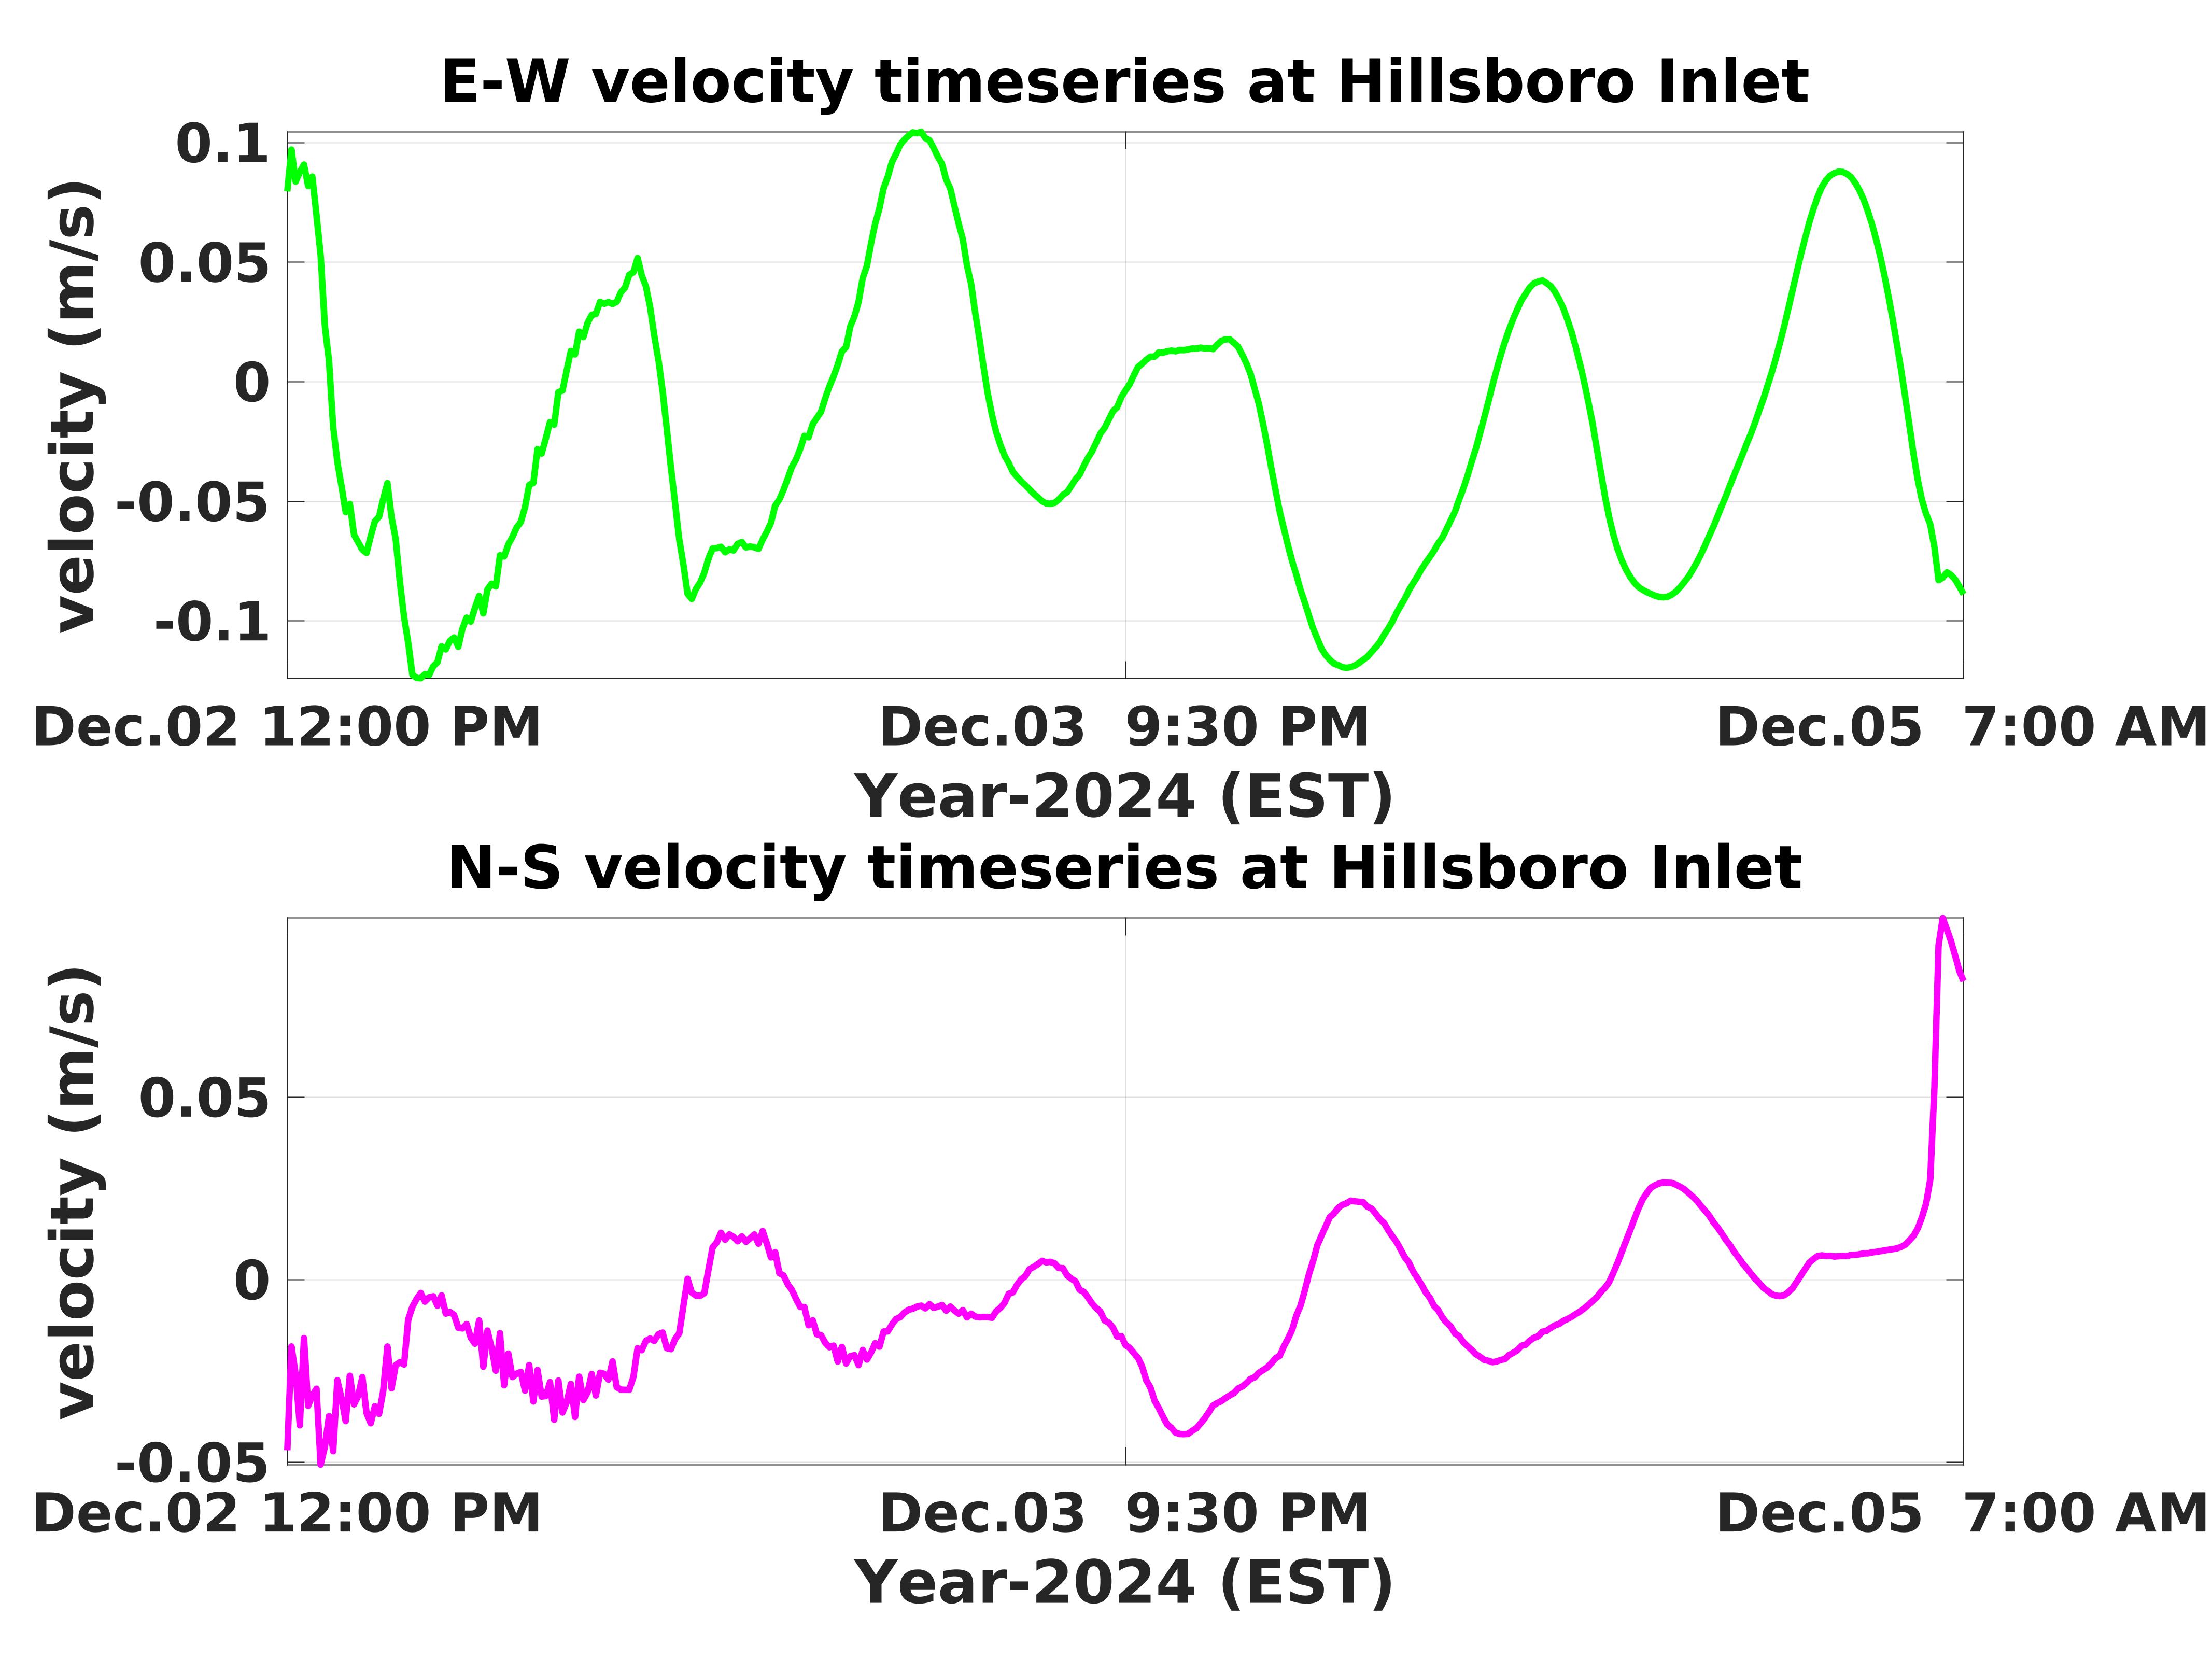 E-W velocity timeseries at Hillsboro Inlet
0.1
0.05
0
-0.05
-0.1
velocity (m/s)
Dec.02 12:00 PM Dec.03 9:30 PM Dec.05 7:00 AM
Year-2024 (EST)
N-S velocity timeseries at Hillsboro Inlet
0.05
0
-0.05
velocity (m/s)
Dec.02 12:00 PM Dec.03 9:30 PM Dec.05 7:00 AM
Year-2024 (EST)